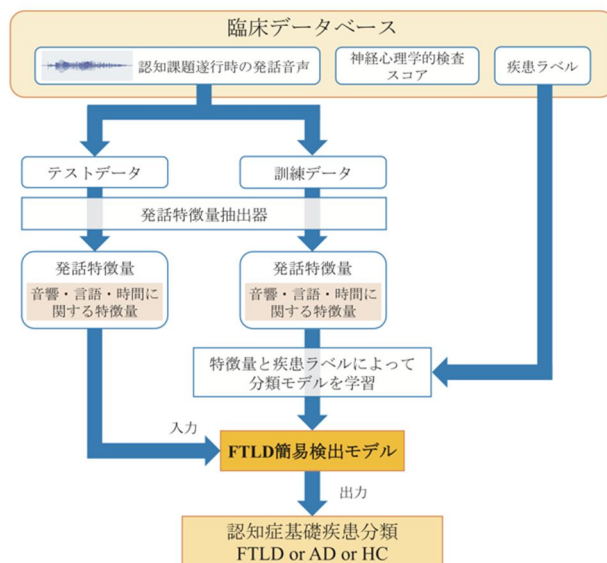 臨床データベース
認知課題遂行時の発話音声
神経心理学的検査
スコア
疾患ラベル
テストデータ
訓練データ
発話特徴量抽出器
発話特徴量
音響・言語・時間に
関する特徴量
発話特徴量
音響・言語・時間に
関する特徴量
特徴量と疾患ラベルによって
分類モデルを学習
入力
FTLD簡易検出モデル
出力
認知症基礎疾患分類
FTLD or AD or HC